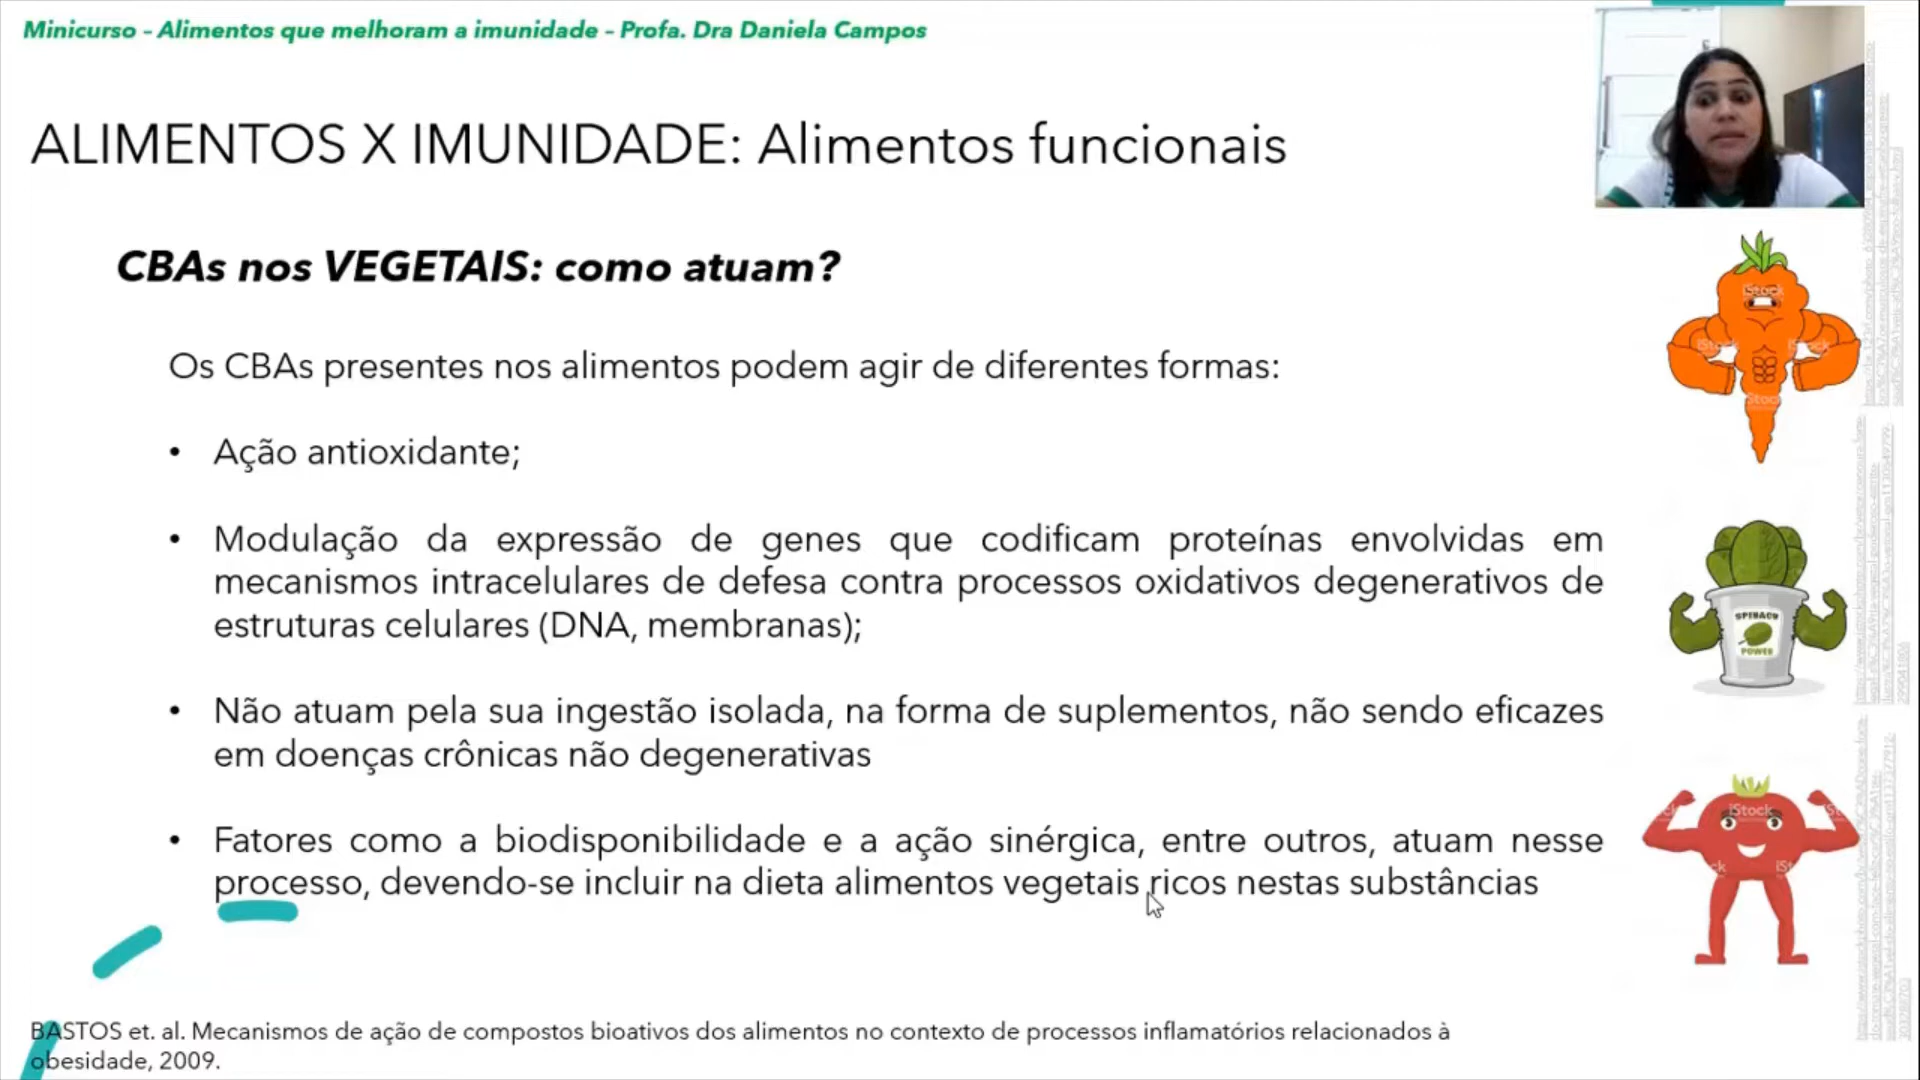 Minicurso – Alimentos que melhoram a imunidade – Profa. Dra Daniela Campos
ALIMENTOS X IMUNIDADE: Alimentos funcionais
CBAs nos VEGETAIS: como atuam?
Os CBAs presentes nos alimentos podem agir de diferentes formas:
• Ação antioxidante;
• Modulação da expressão de genes que codificam proteínas envolvidas em
mecanismos intracelulares de defesa contra processos oxidativos degenerativos de
estruturas celulares (DNA, membranas);
• Não atuam pela sua ingestão isolada, na forma de suplementos, não sendo eficazes
em doenças crônicas não degenerativas
• Fatores como a biodisponibilidade e a ação sinérgica, entre outros, atuam nesse
processo, devendo-se incluir na dieta alimentos vegetais ricos nestas substâncias
iStock
iStock
iStock
SPINACH
POWER
iStock
BASTOS et. al. Mecanismos de ação de compostos bioativos dos alimentos no contexto de processos inflamatórios relacionados à
obesidade, 2009.